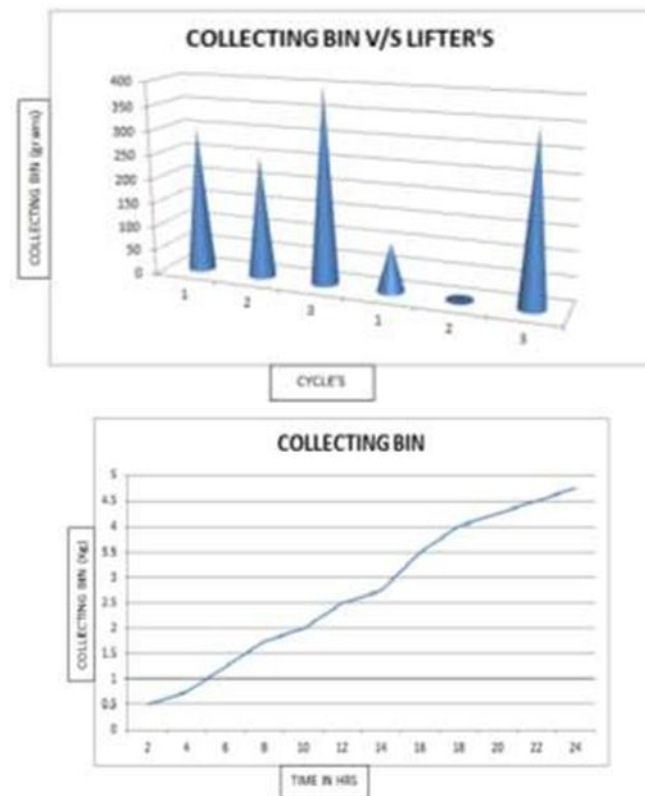 COLLECTING BIN V/S LIFTER'S
COLLECTING BIN (grams)
400
350
300
250
200
150
100
50
0
1 2 3 1 2 3
CYCLE'S
COLLECTING BIN
COLLECTING BIN (Kg)
5
4.5
4
3.5
3
2.5
2
1.5
1
0.5
0
2 4 6 8 10 12 14 16 18 20 22 24
TIME IN HRS